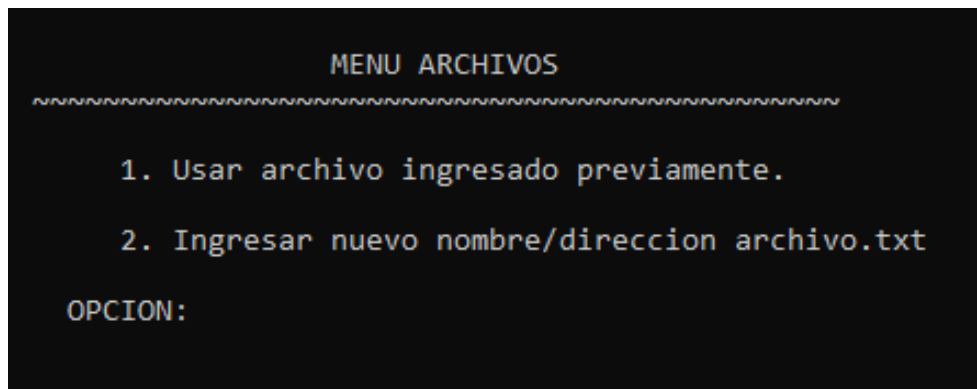 MENU ARCHIVOS
~~~~~~~~~~~~~~~~~~~~~~~~~~~~~~~~~~~~~~~~~~~~~~
1. Usar archivo ingresado previamente.
2. Ingresar nuevo nombre/direccion archivo.txt
OPCION: